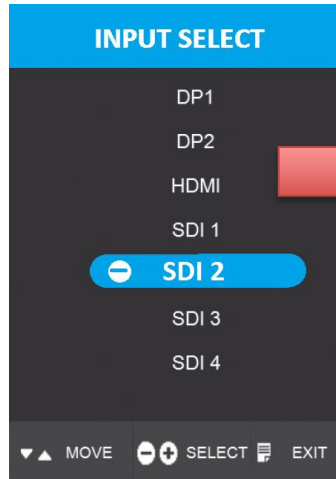 INPUT SELECT
DP1
DP2
HDMI
SDI 1
SDI 2
SDI 3
SDI 4
MOVE SELECT EXIT